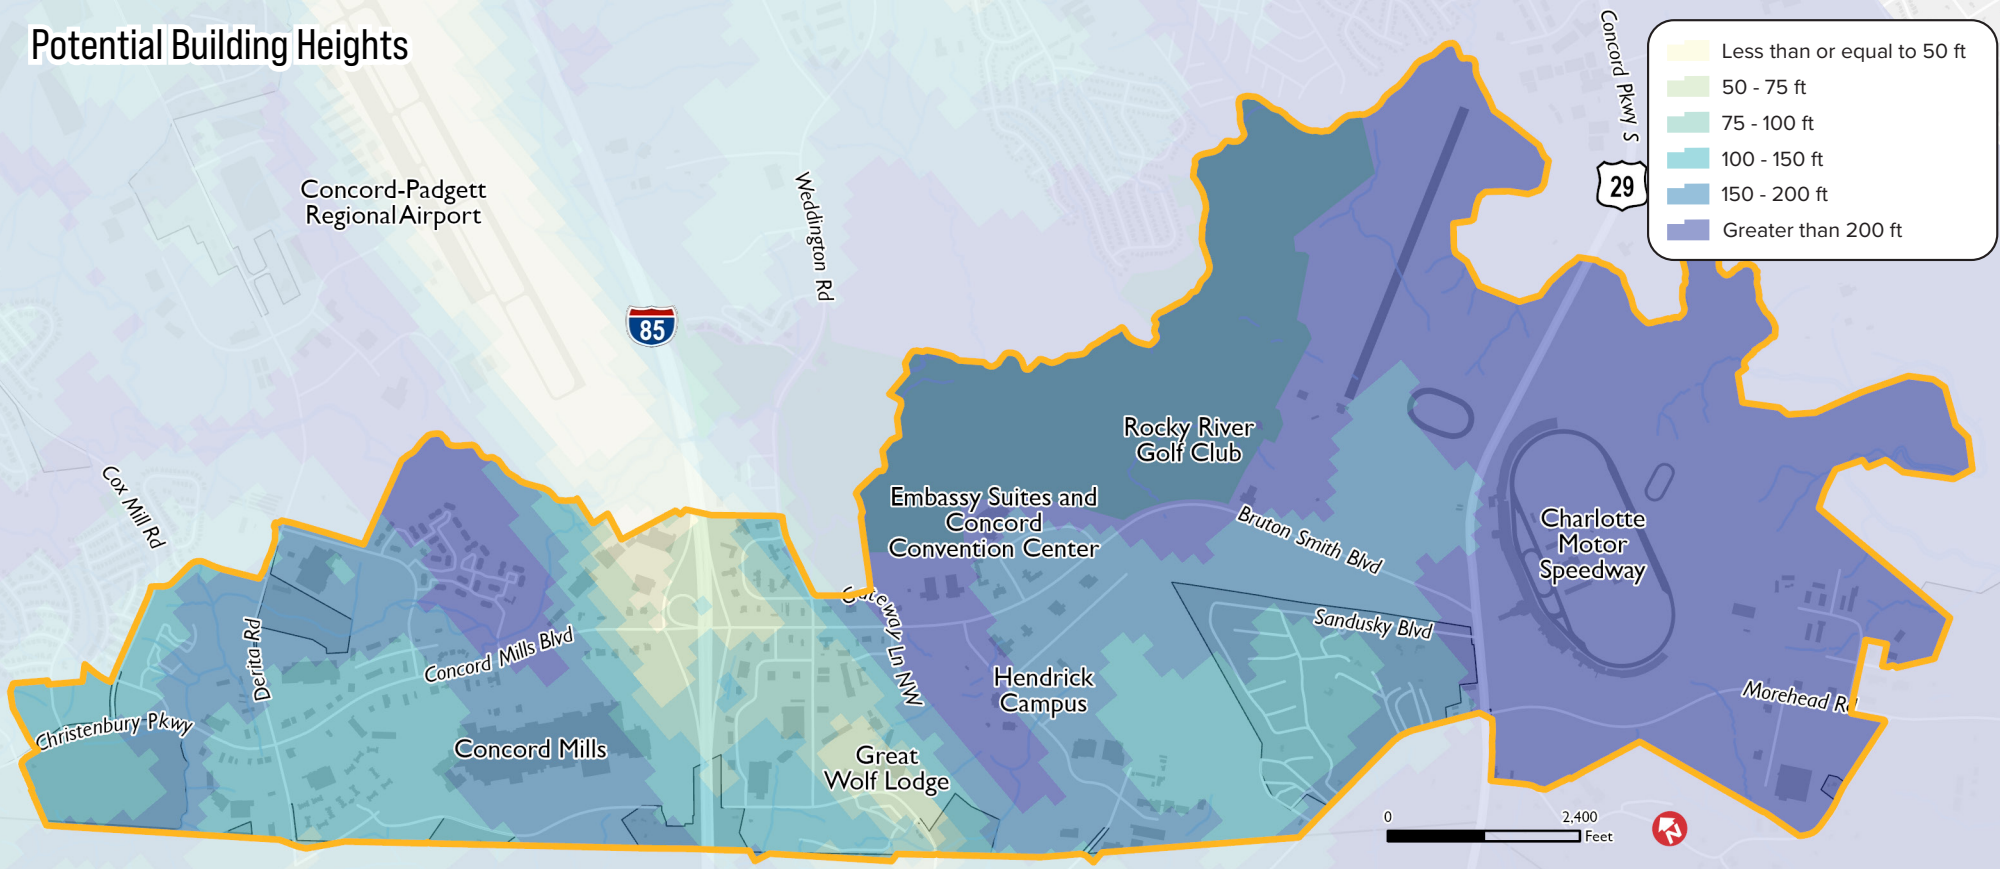 Potential Building Heights
Less than or equal to 50 ft
50 - 75 ft
75 - 100 ft
100 - 150 ft
150 - 200 ft
Greater than 200 ft
Concord Pkwy S
29
Concord-Padgett
Regional Airport
Weddington Rd
85
Cox Mill Rd
Rocky River
Golf Club
Embassy Suites and
Concord
Convention Center
Bruton Smith Blvd
Charlotte
Motor
Speedway
Gateway Ln NW
Derita Rd
Concord Mills Blvd
Sandusky Blvd
Hendrick
Campus
Morehead Rd
Christenbury Pkwy
Concord Mills
Great
Wolf Lodge
0 2,400
Feet
N